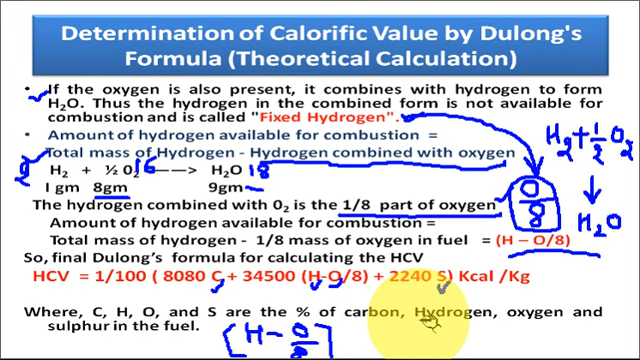 Determination of Calorific Value by Dulong's
Formula (Theoretical Calculation)
• If the oxygen is also present, it combines with hydrogen to form
H₂O. Thus the hydrogen in the combined form is not available for
combustion and is called "Fixed Hydrogen".
• Amount of hydrogen available for combustion =
Total mass of Hydrogen - Hydrogen combined with oxygen
H₂ + ½ O₂ ——> H₂O
2 16 18
1 gm 8gm 9gm
The hydrogen combined with 0₂ is the 1/8 part of oxygen
Amount of hydrogen available for combustion =
Total mass of hydrogen - 1/8 mass of oxygen in fuel = (H – O/8)
So, final Dulong's formula for calculating the HCV
HCV = 1/100 ( 8080 C + 34500 (H-O/8) + 2240 S) Kcal /Kg
Where, C, H, O, and S are the % of carbon, Hydrogen, oxygen and
sulphur in the fuel.
H₂ + ½ O₂
↓
H₂O
O/8
[H - O/8]